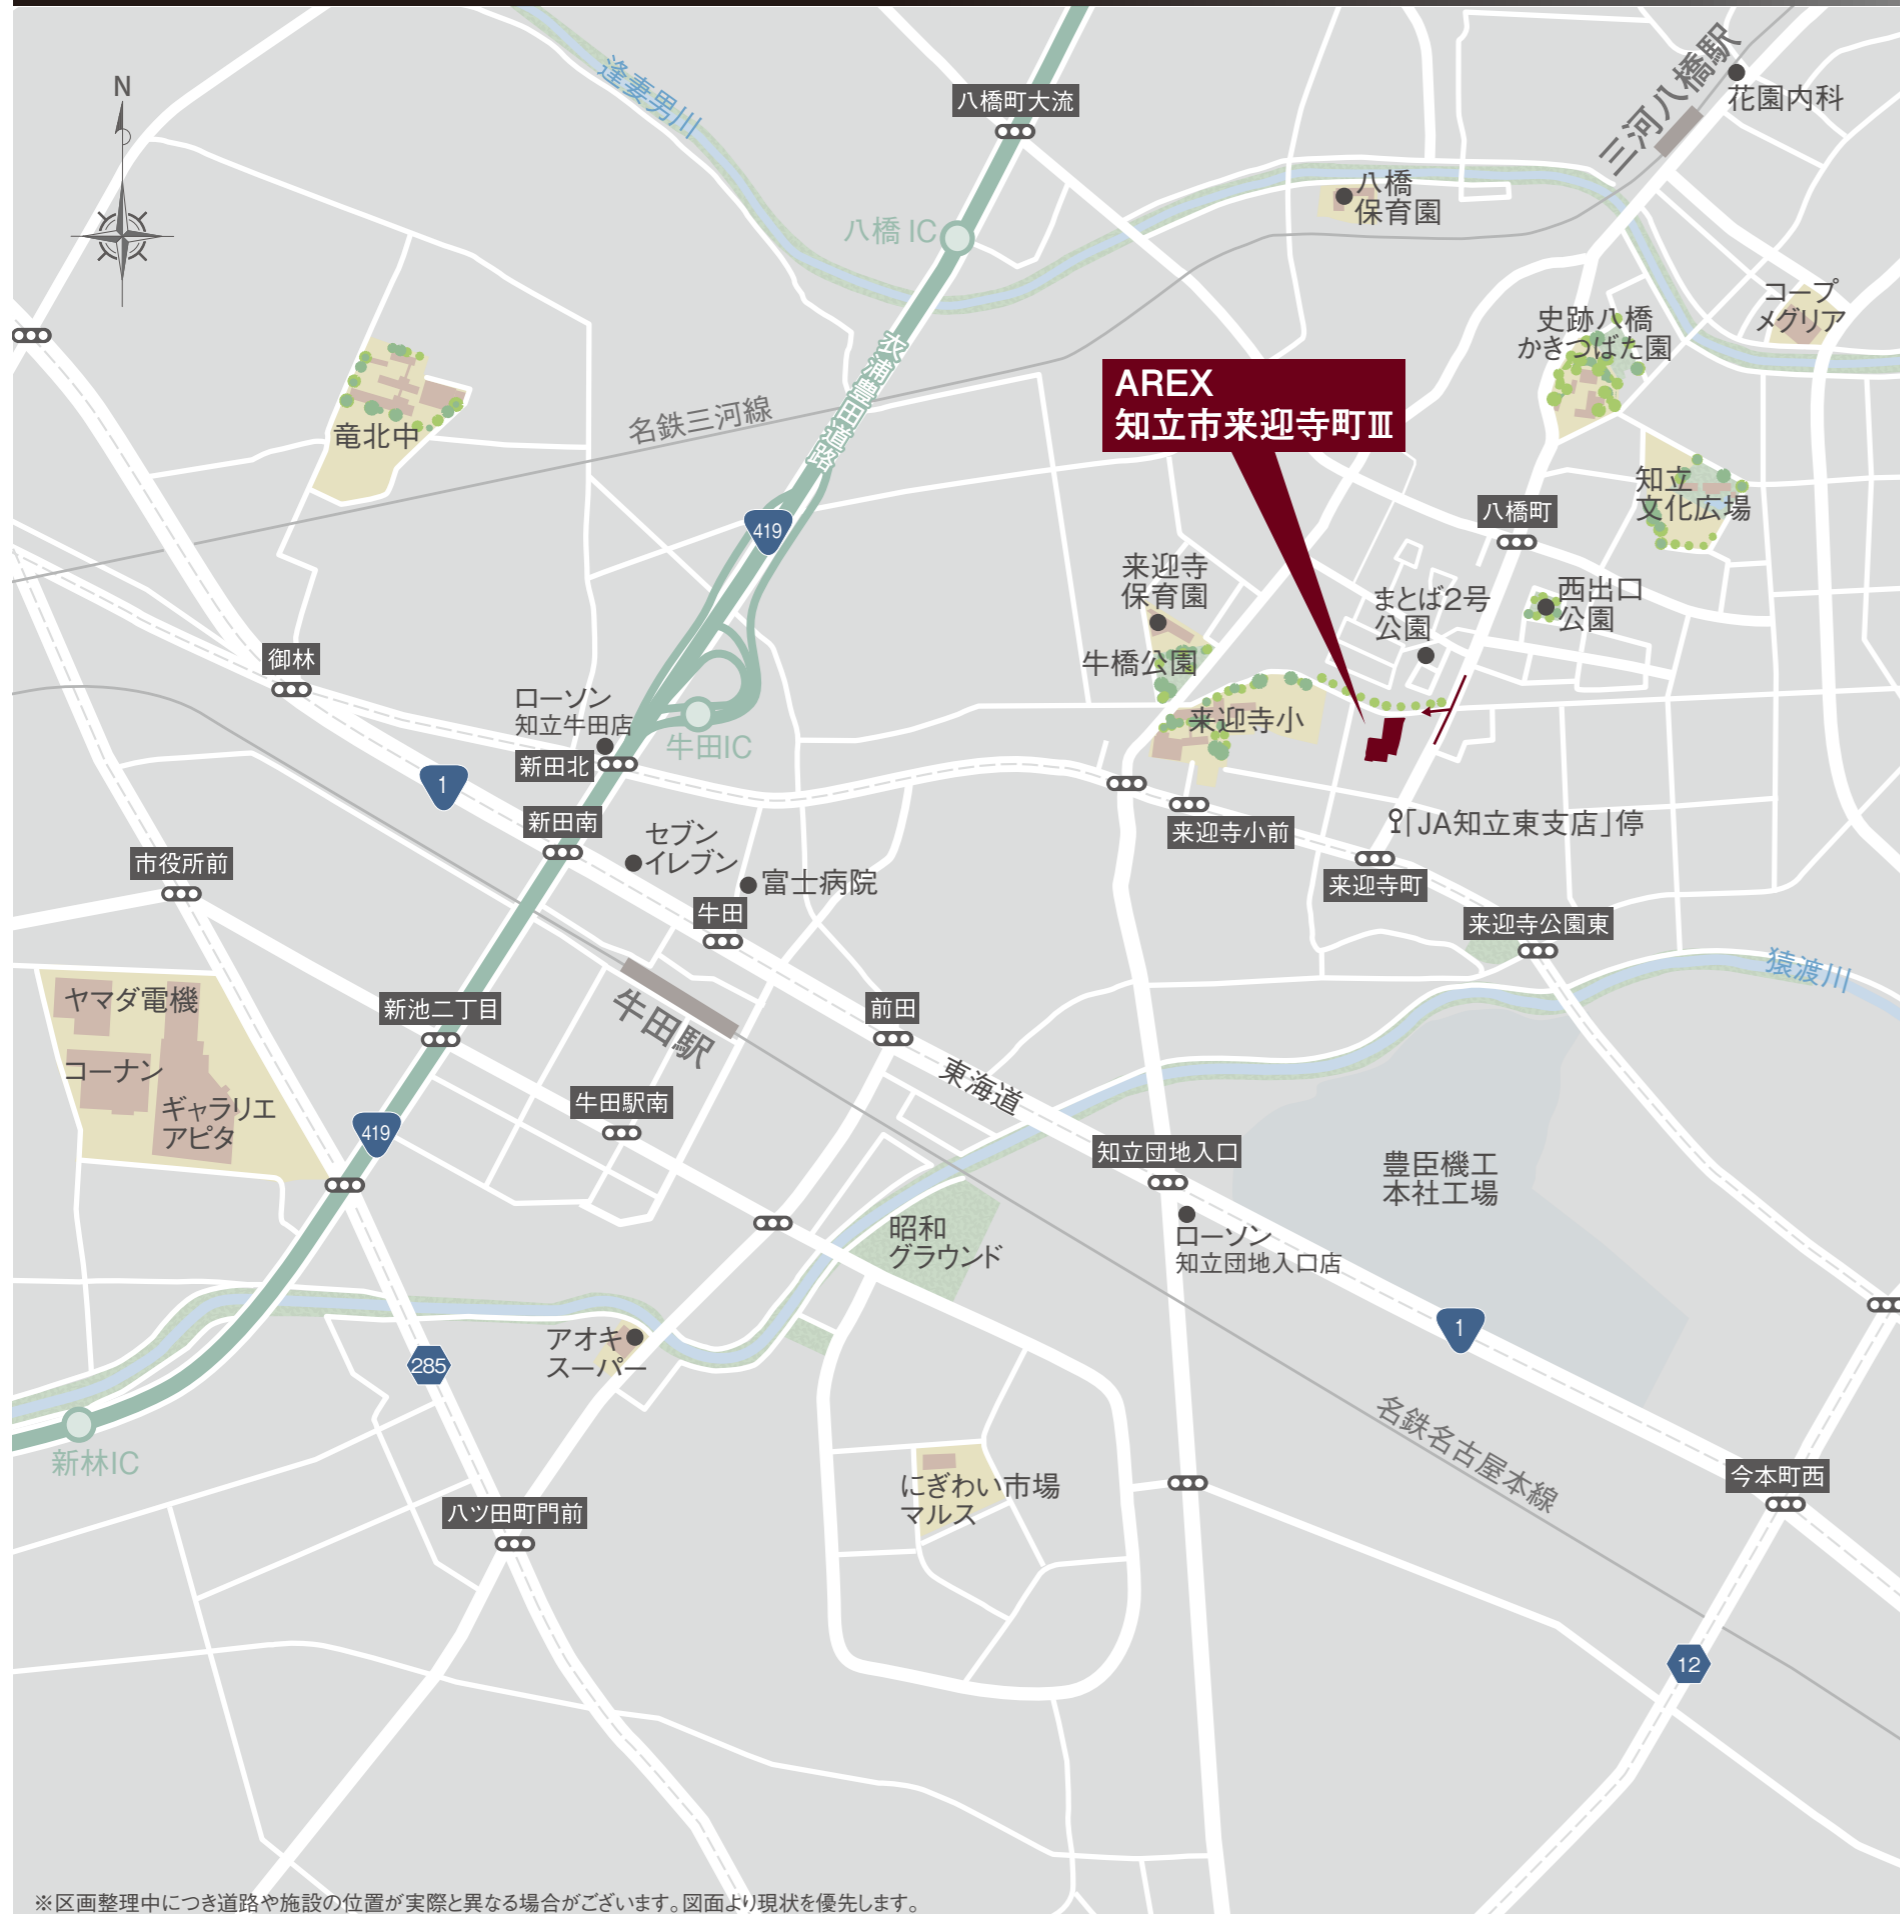 N
逢妻男川
八橋町大流
三河八橋駅
花園内科
八橋
保育園
八橋 IC
コープ
メグリア
史跡八橋
かきつばた園
衣浦豊田道路
AREX
知立市来迎寺町Ⅲ
名鉄三河線
竜北中
知立
文化広場
八橋町
419
来迎寺
保育園
まとば2号
公園
西出口
公園
御林
牛橋公園
ローソン
知立牛田店
来迎寺小
牛田IC
新田北
1
新田南
セブン
イレブン
来迎寺小前
「JA知立東支店」停
市役所前
富士病院
来迎寺町
牛田
来迎寺公園東
猿渡川
ヤマダ電機
新池二丁目
牛田駅
前田
コーナン
東海道
ギャラリエ
アピタ
牛田駅南
419
知立団地入口
豊臣機工
本社工場
昭和
グラウンド
ローソン
知立団地入口店
アオキ
スーパー
1
285
名鉄名古屋本線
新林IC
にぎわい市場
マルス
今本町西
八ツ田町門前
12
※区画整理中につき道路や施設の位置が実際と異なる場合がございます。図面より現状を優先します。